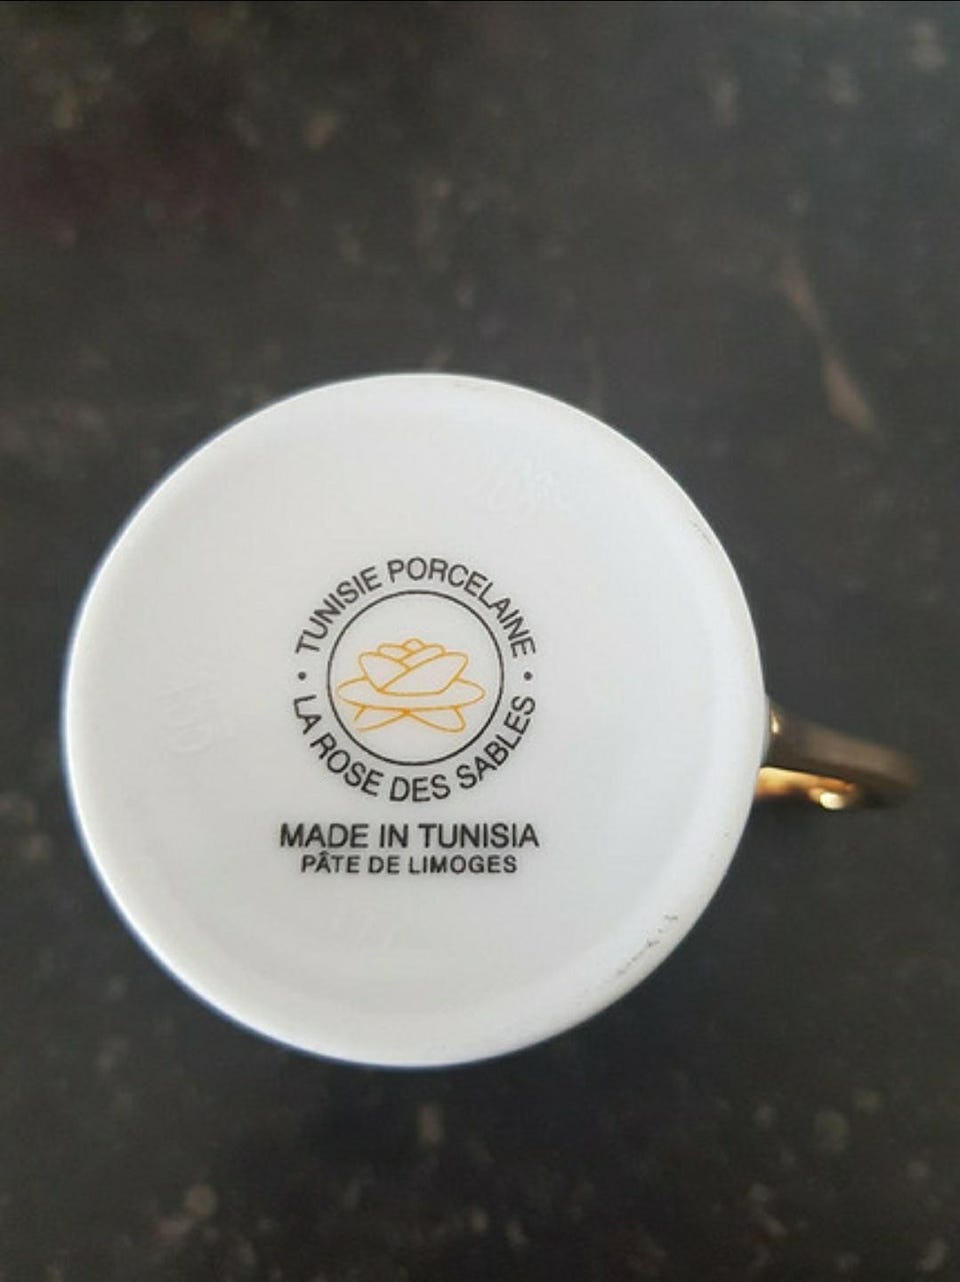 TUNISIE PORCELAINE
• LA ROSE DES SABLES •
MADE IN TUNISIA
PÂTE DE LIMOGES